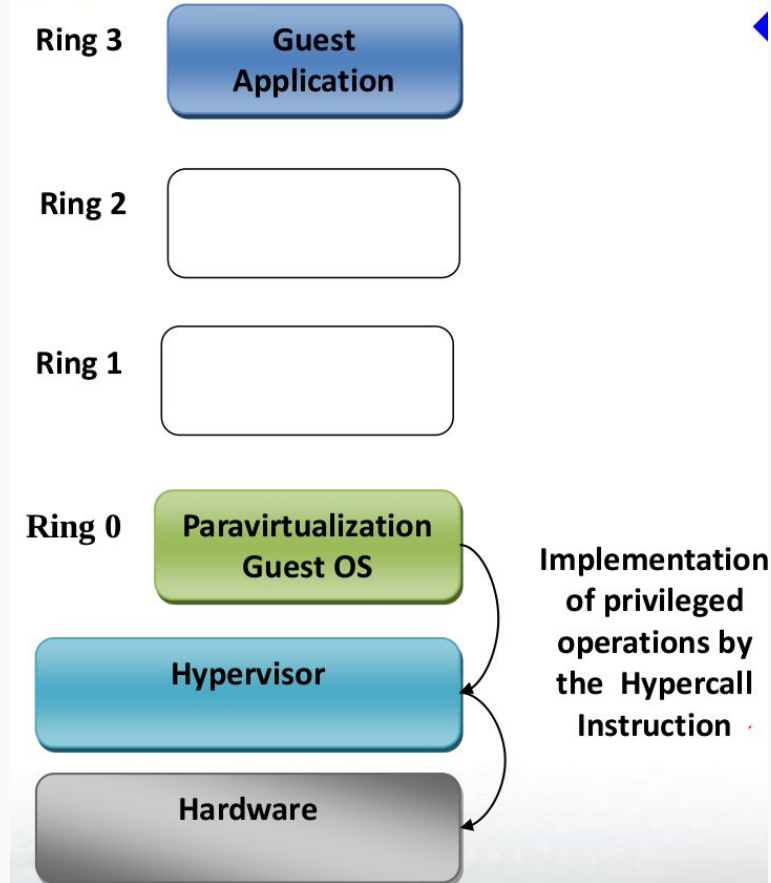 Ring 3
Guest
Application
Ring 2
Ring 1
Ring 0
Paravirtualization
Guest OS
Implementation
of privileged
operations by
the Hypercall
Instruction
Hypervisor
Hardware